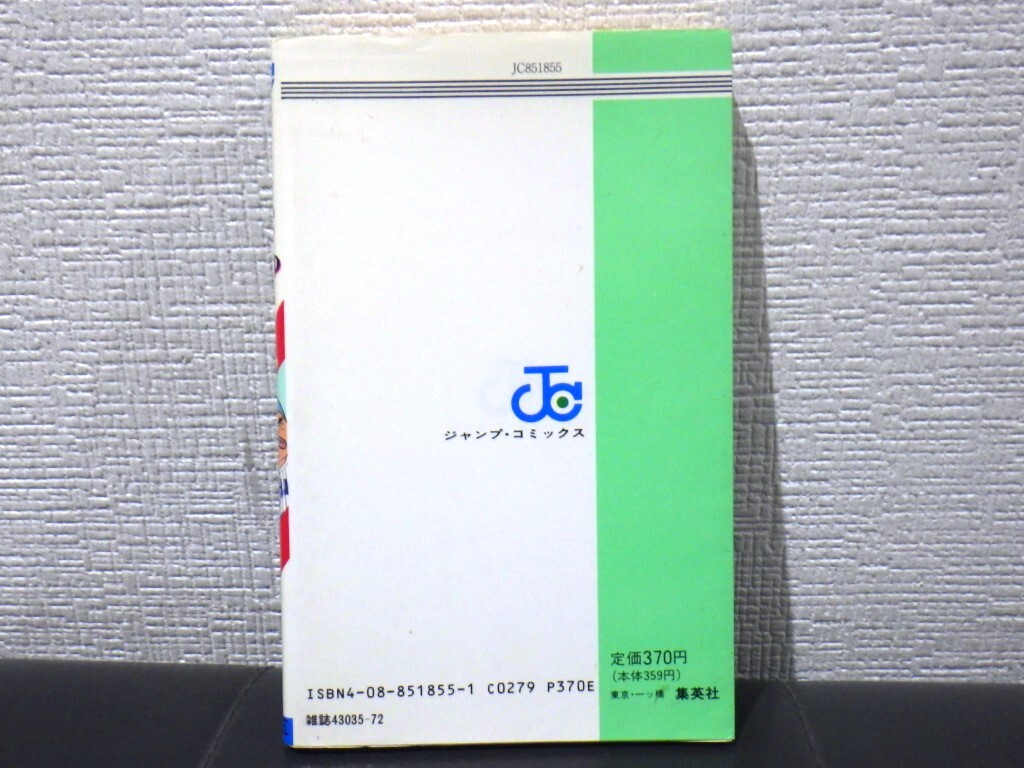 JC851855
JC
ジャンプ・コミックス
定価370円
(本体359円)
東京・一ッ橋 集英社
ISBN4-08-851855-1 C0279 P370E
雑誌43035-72